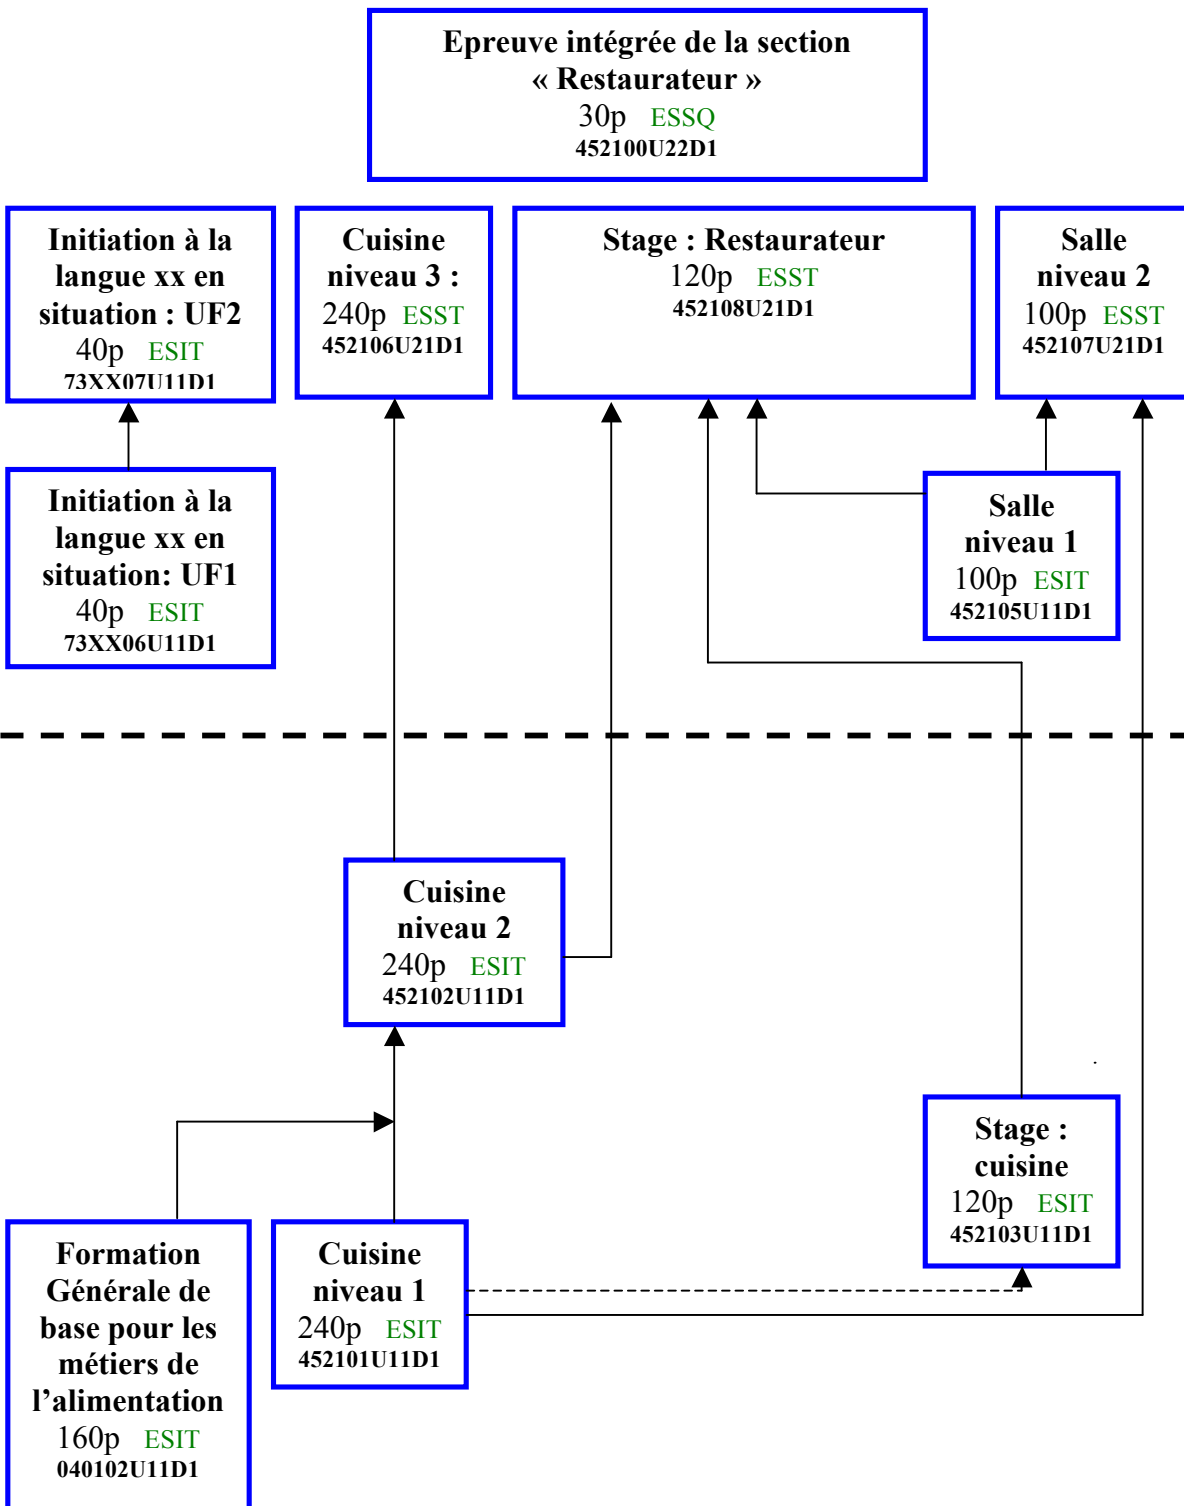 Epreuve intégrée de la section
« Restaurateur »
30p ESSQ
452100U22D1
Initiation à la
langue xx en
situation : UF2
40p ESIT
73XX07U11D1
Cuisine
niveau 3 :
240p ESST
452106U21D1
Stage : Restaurateur
120p ESST
452108U21D1
Salle
niveau 2
100p ESST
452107U21D1
Initiation à la
langue xx en
situation: UF1
40p ESIT
73XX06U11D1
Salle
niveau 1
100p ESIT
452105U11D1
Cuisine
niveau 2
240p ESIT
452102U11D1
Stage :
cuisine
120p ESIT
452103U11D1
Formation
Générale de
base pour les
métiers de
l’alimentation
160p ESIT
040102U11D1
Cuisine
niveau 1
240p ESIT
452101U11D1